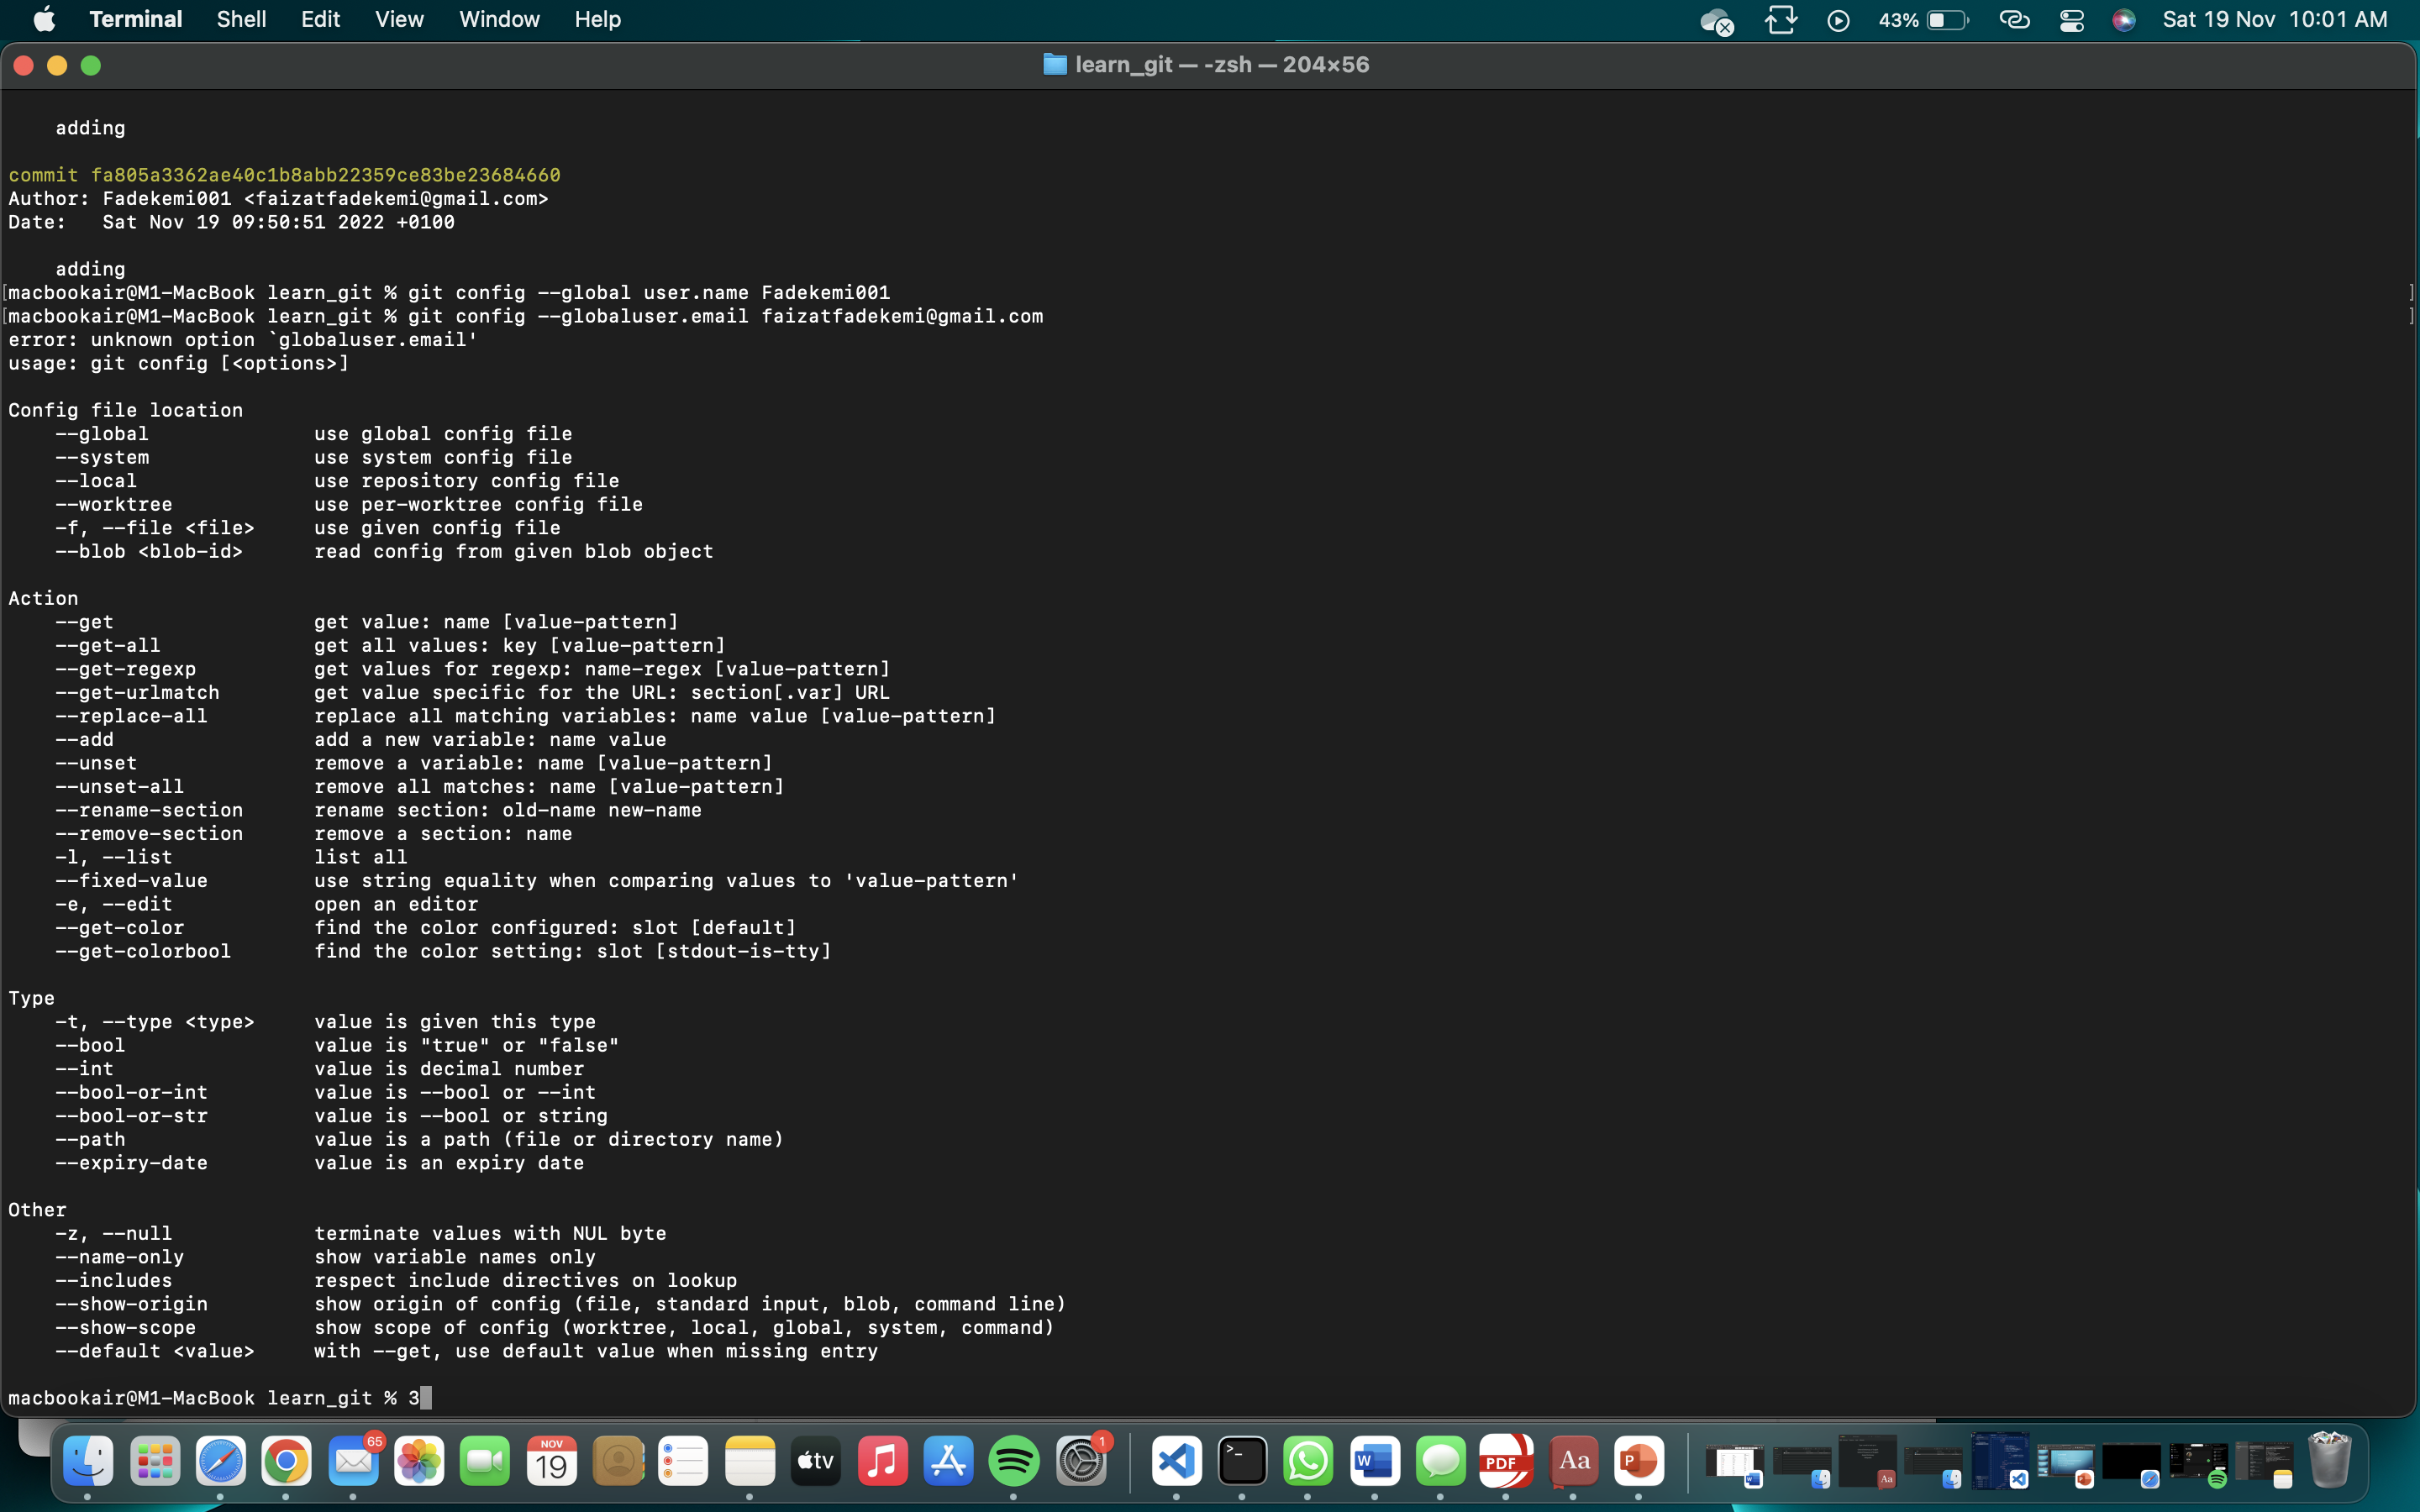 Terminal Shell Edit View Window Help 43% Sat 19 Nov 10:01 AM
learn_git — -zsh — 204×56
adding
commit fa805a3362ae40c1b8abb22359ce83be23684660
Author: Fadekemi001 <faizatfadekemi@gmail.com>
Date:   Sat Nov 19 09:50:51 2022 +0100
adding
[macbookair@M1-MacBook learn_git % git config --global user.name Fadekemi001 ]
[macbookair@M1-MacBook learn_git % git config --globaluser.email faizatfadekemi@gmail.com ]
error: unknown option `globaluser.email'
usage: git config [<options>]
Config file location
--global              use global config file
--system              use system config file
--local               use repository config file
--worktree            use per-worktree config file
-f, --file <file>     use given config file
--blob <blob-id>      read config from given blob object
Action
--get                 get value: name [value-pattern]
--get-all             get all values: key [value-pattern]
--get-regexp          get values for regexp: name-regex [value-pattern]
--get-urlmatch        get value specific for the URL: section[.var] URL
--replace-all         replace all matching variables: name value [value-pattern]
--add                 add a new variable: name value
--unset               remove a variable: name [value-pattern]
--unset-all           remove all matches: name [value-pattern]
--rename-section      rename section: old-name new-name
--remove-section      remove a section: name
-l, --list            list all
--fixed-value         use string equality when comparing values to 'value-pattern'
-e, --edit            open an editor
--get-color           find the color configured: slot [default]
--get-colorbool       find the color setting: slot [stdout-is-tty]
Type
-t, --type <type>     value is given this type
--bool                value is "true" or "false"
--int                 value is decimal number
--bool-or-int         value is --bool or --int
--bool-or-str         value is --bool or string
--path                value is a path (file or directory name)
--expiry-date         value is an expiry date
Other
-z, --null            terminate values with NUL byte
--name-only           show variable names only
--includes            respect include directives on lookup
--show-origin         show origin of config (file, standard input, blob, command line)
--show-scope          show scope of config (worktree, local, global, system, command)
--default <value>     with --get, use default value when missing entry
macbookair@M1-MacBook learn_git % 3
65 NOV 19 tv 1 >_ W PDF Aa P